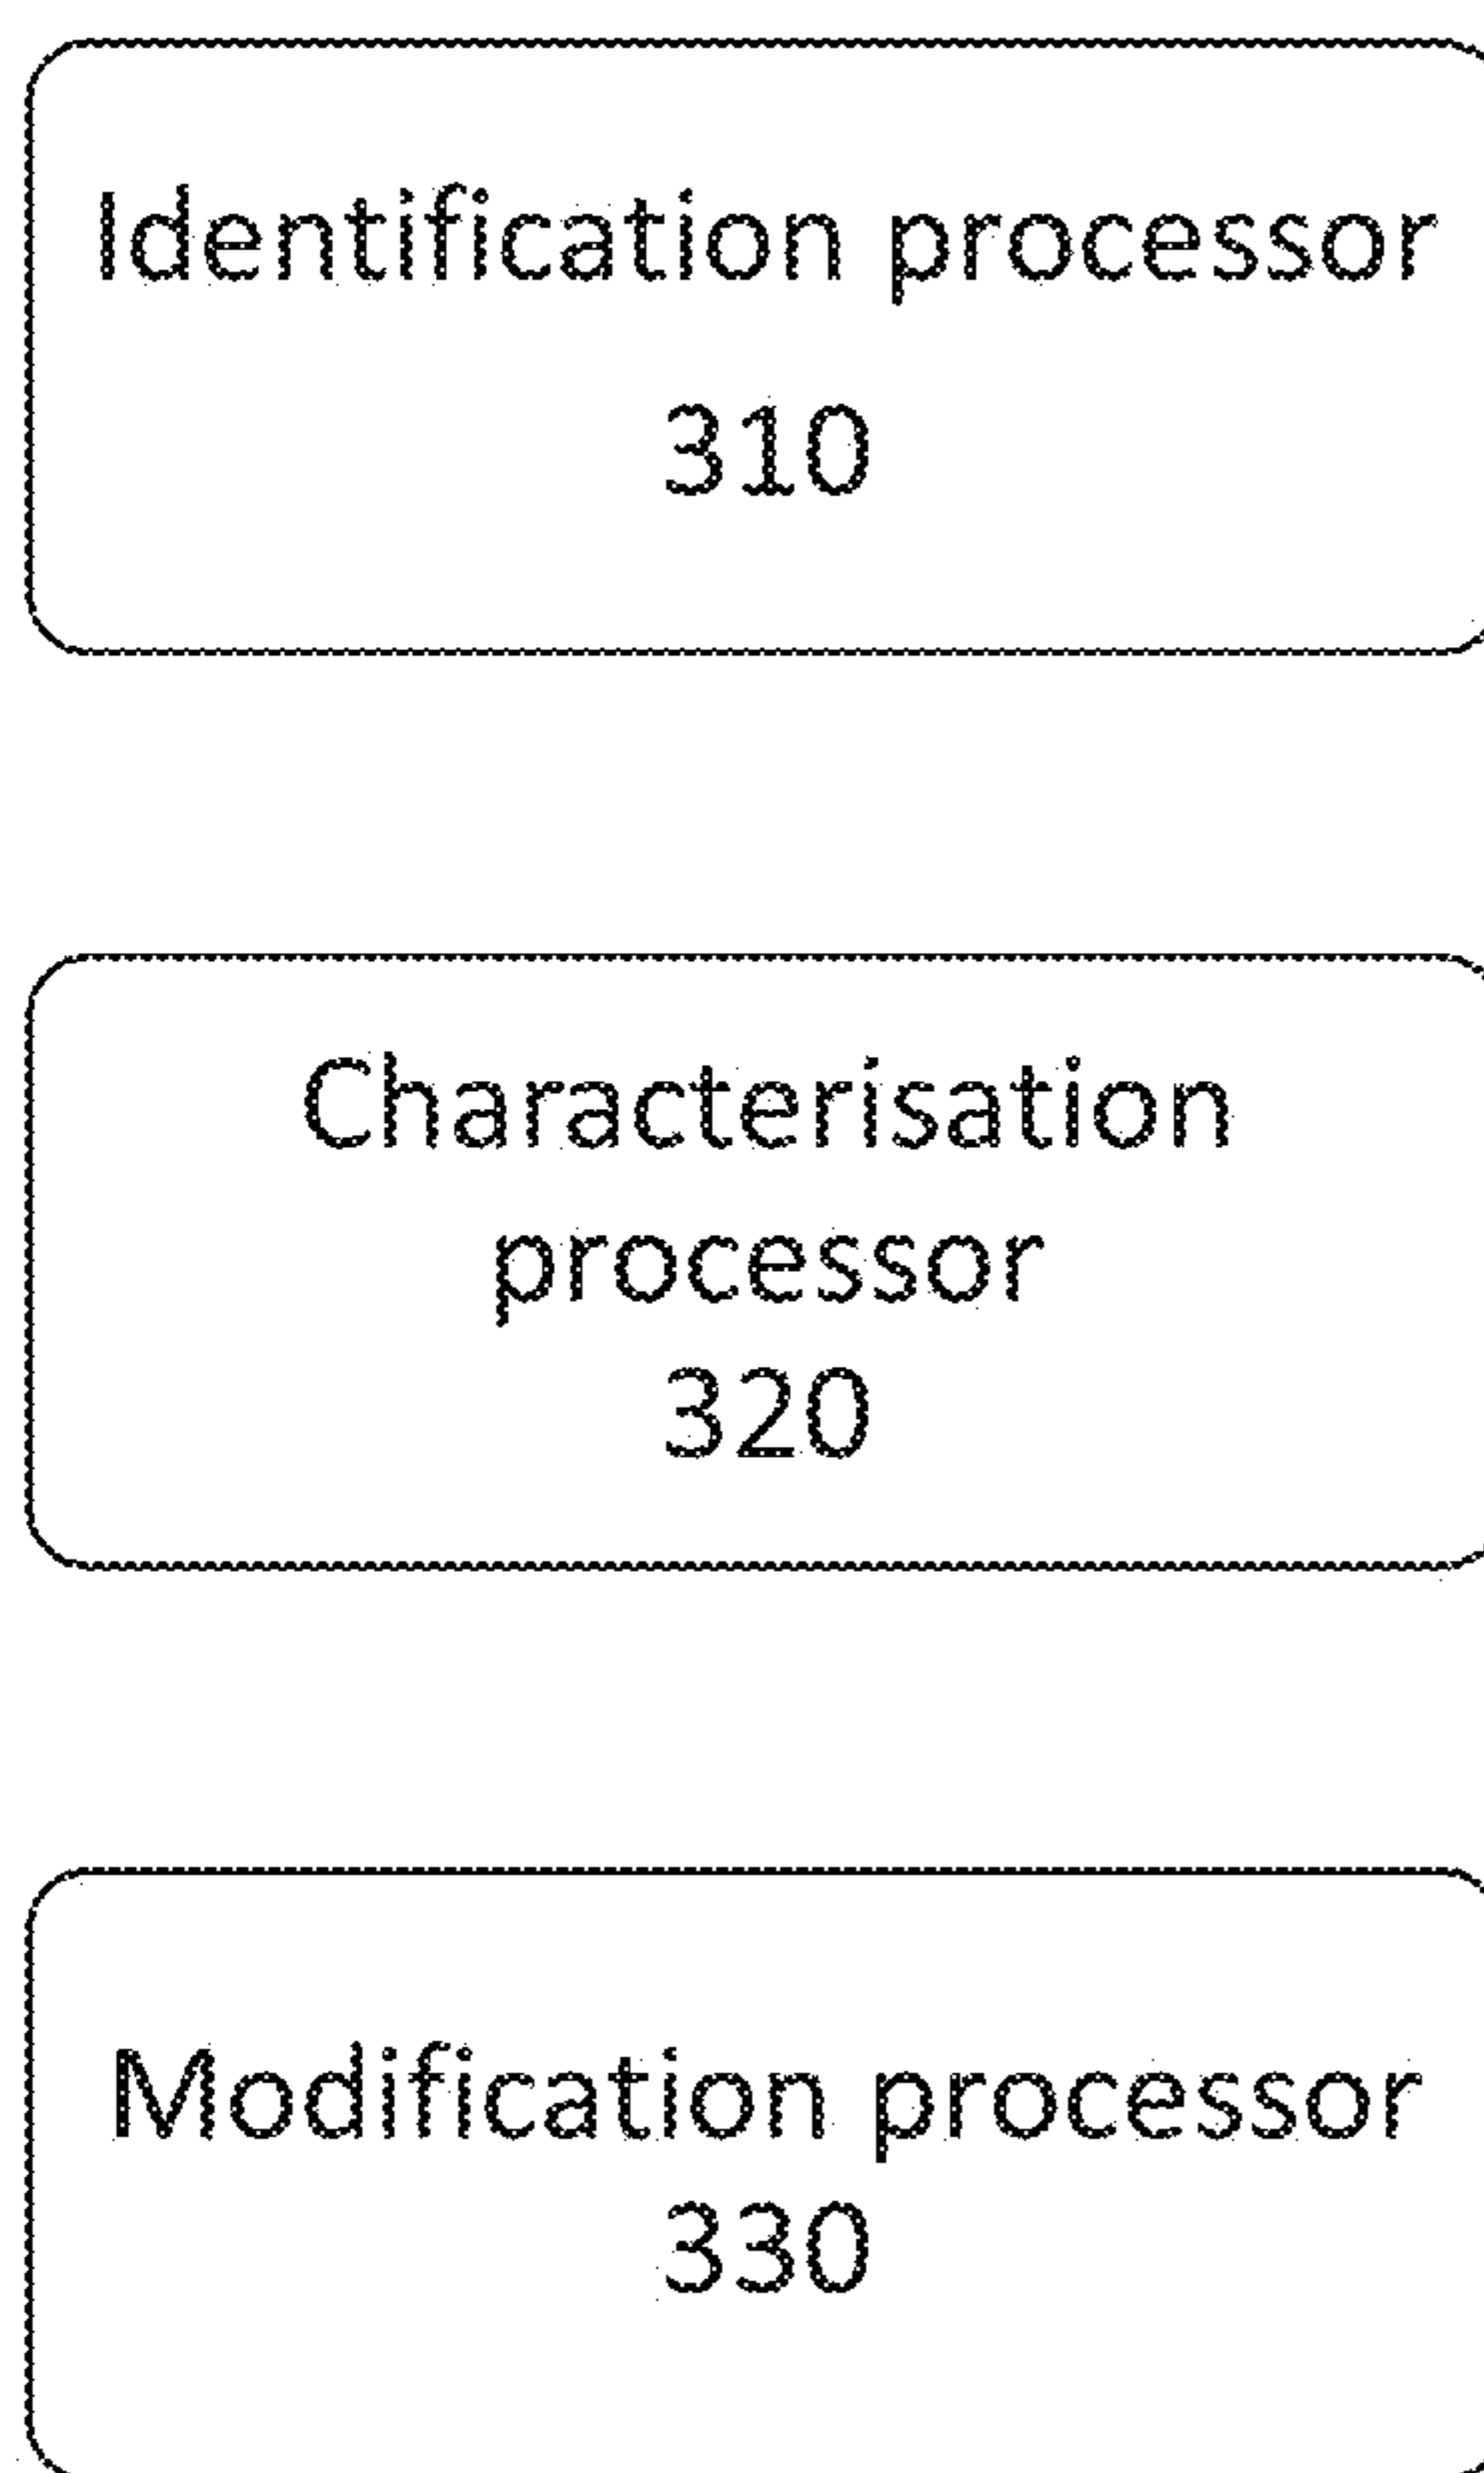 Identification processor
310
Characterisation
processor
320
Modification processor
330